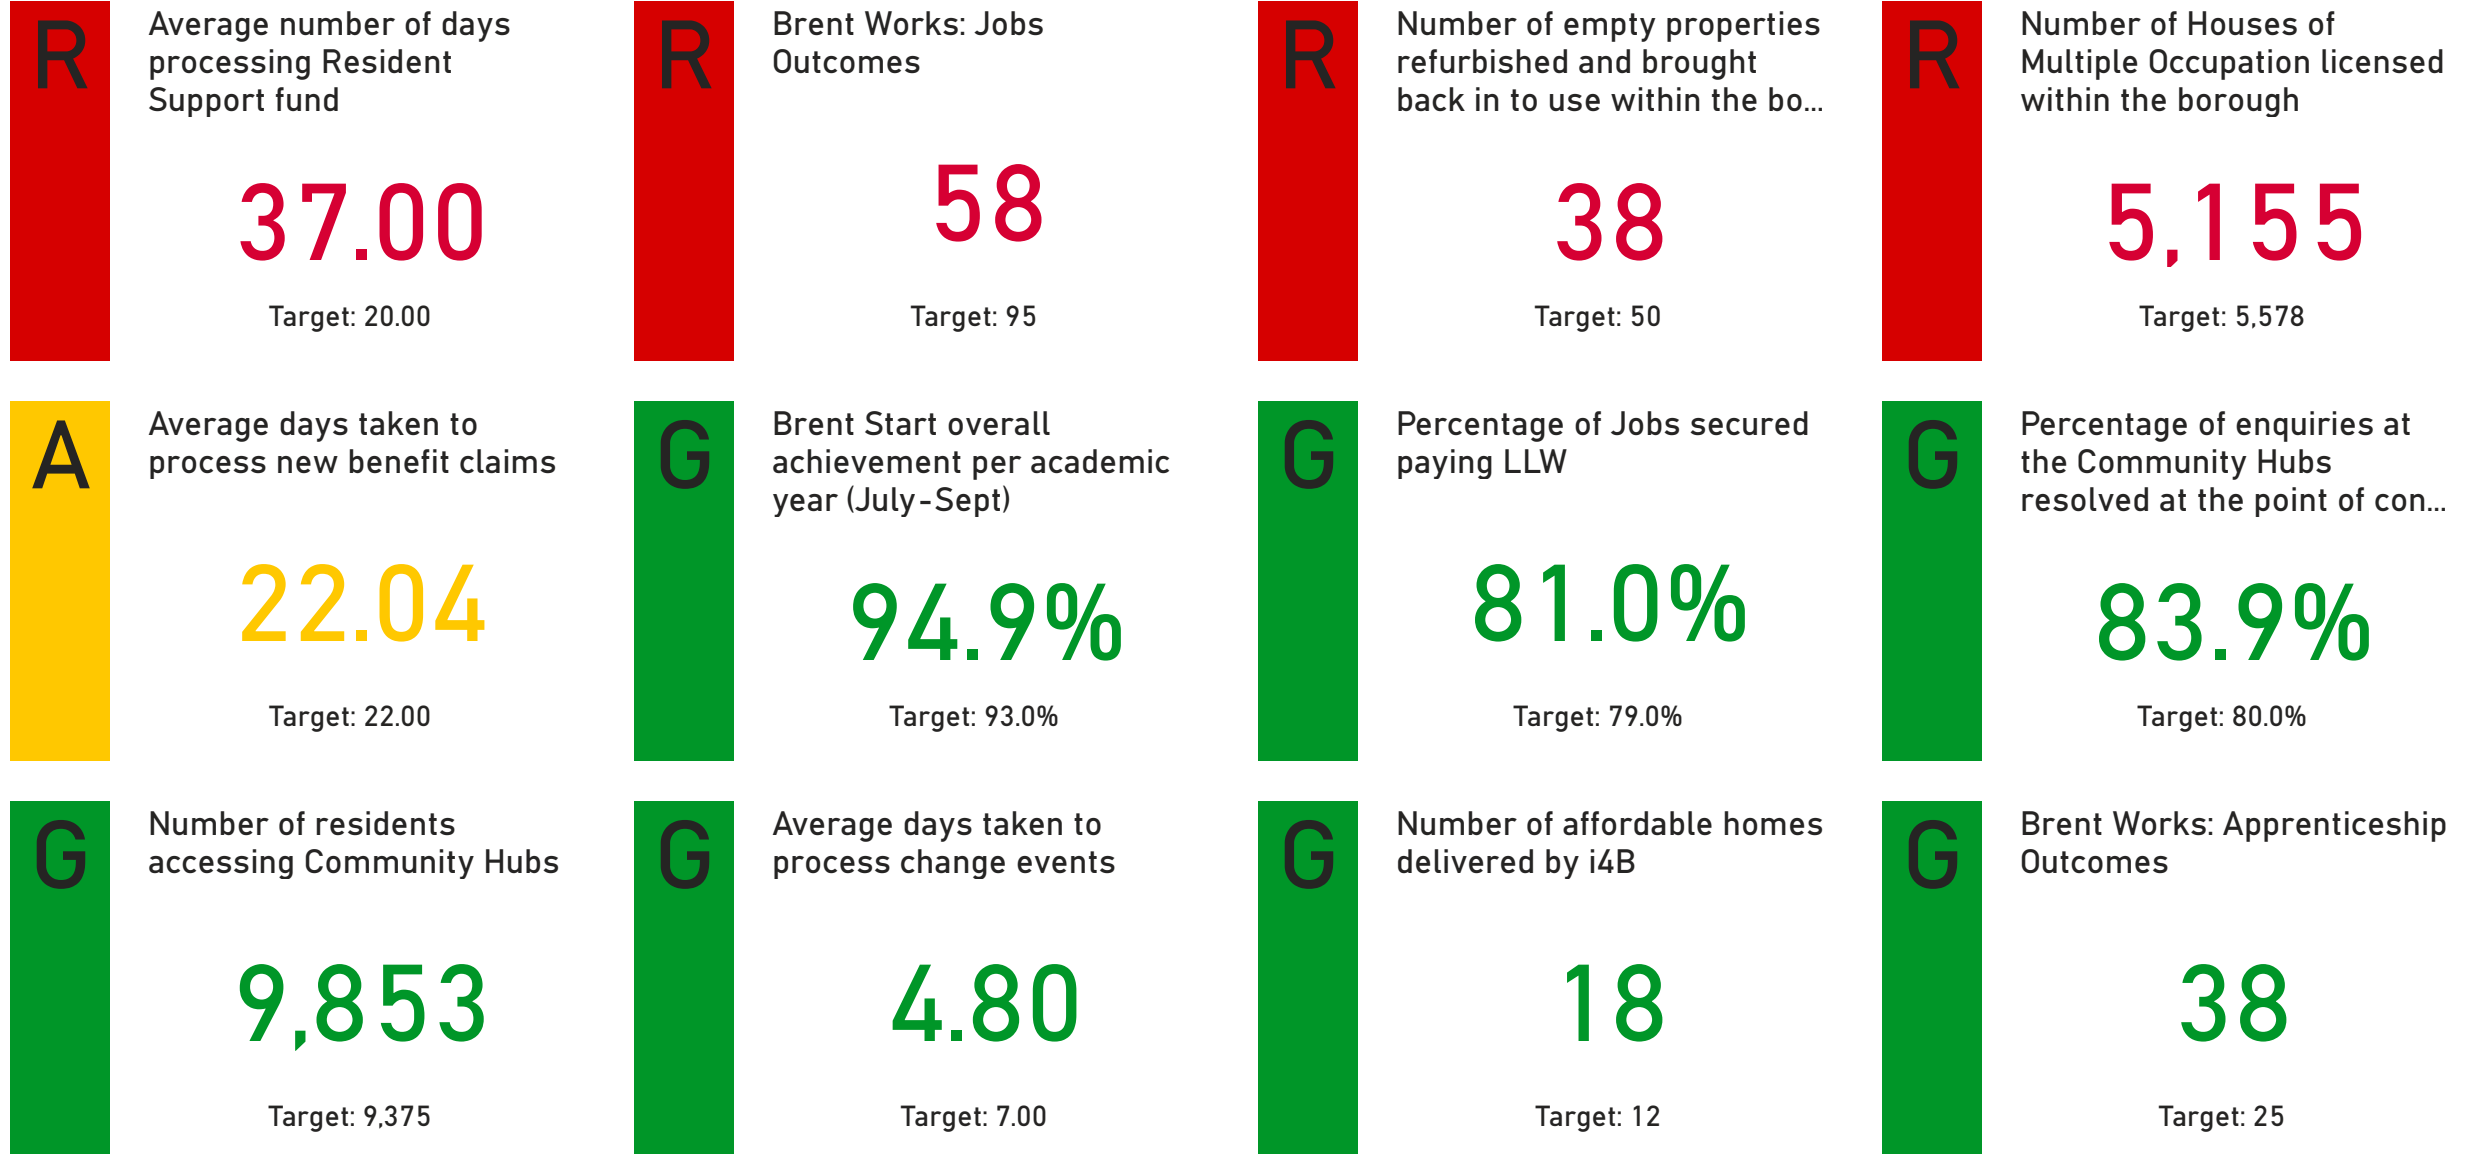 R
Average number of days
processing Resident
Support fund
37.00
Target: 20.00
R
Brent Works: Jobs
Outcomes
58
Target: 95
R
Number of empty properties
refurbished and brought
back in to use within the bo...
38
Target: 50
R
Number of Houses of
Multiple Occupation licensed
within the borough
5,155
Target: 5,578
A
Average days taken to
process new benefit claims
22.04
Target: 22.00
G
Brent Start overall
achievement per academic
year (July-Sept)
94.9%
Target: 93.0%
G
Percentage of Jobs secured
paying LLW
81.0%
Target: 79.0%
G
Percentage of enquiries at
the Community Hubs
resolved at the point of con...
83.9%
Target: 80.0%
G
Number of residents
accessing Community Hubs
9,853
Target: 9,375
G
Average days taken to
process change events
4.80
Target: 7.00
G
Number of affordable homes
delivered by i4B
18
Target: 12
G
Brent Works: Apprenticeship
Outcomes
38
Target: 25